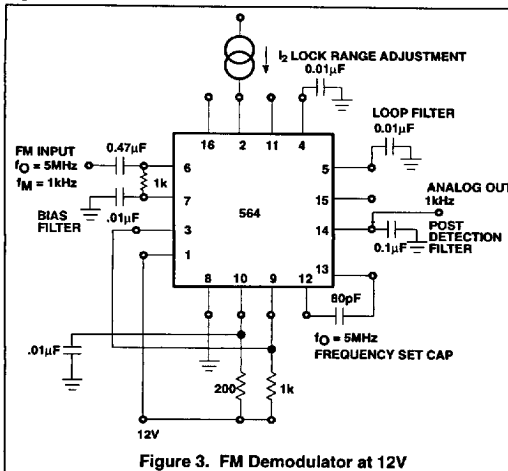 I2 LOCK RANGE ADJUSTMENT
0.01µF
16
2
11
4
LOOP FILTER
0.01µF
FM INPUT
fO = 5MHz
fM = 1kHz
0.47µF
1k
6
7
BIAS
FILTER
.01µF
3
1
564
5
15
14
13
ANALOG OUT
1kHz
POST
DETECTION
FILTER
0.1µF
8
10
9
12
80pF
fO = 5MHz
FREQUENCY SET CAP
.01µF
200
1k
12V
Figure 3. FM Demodulator at 12V